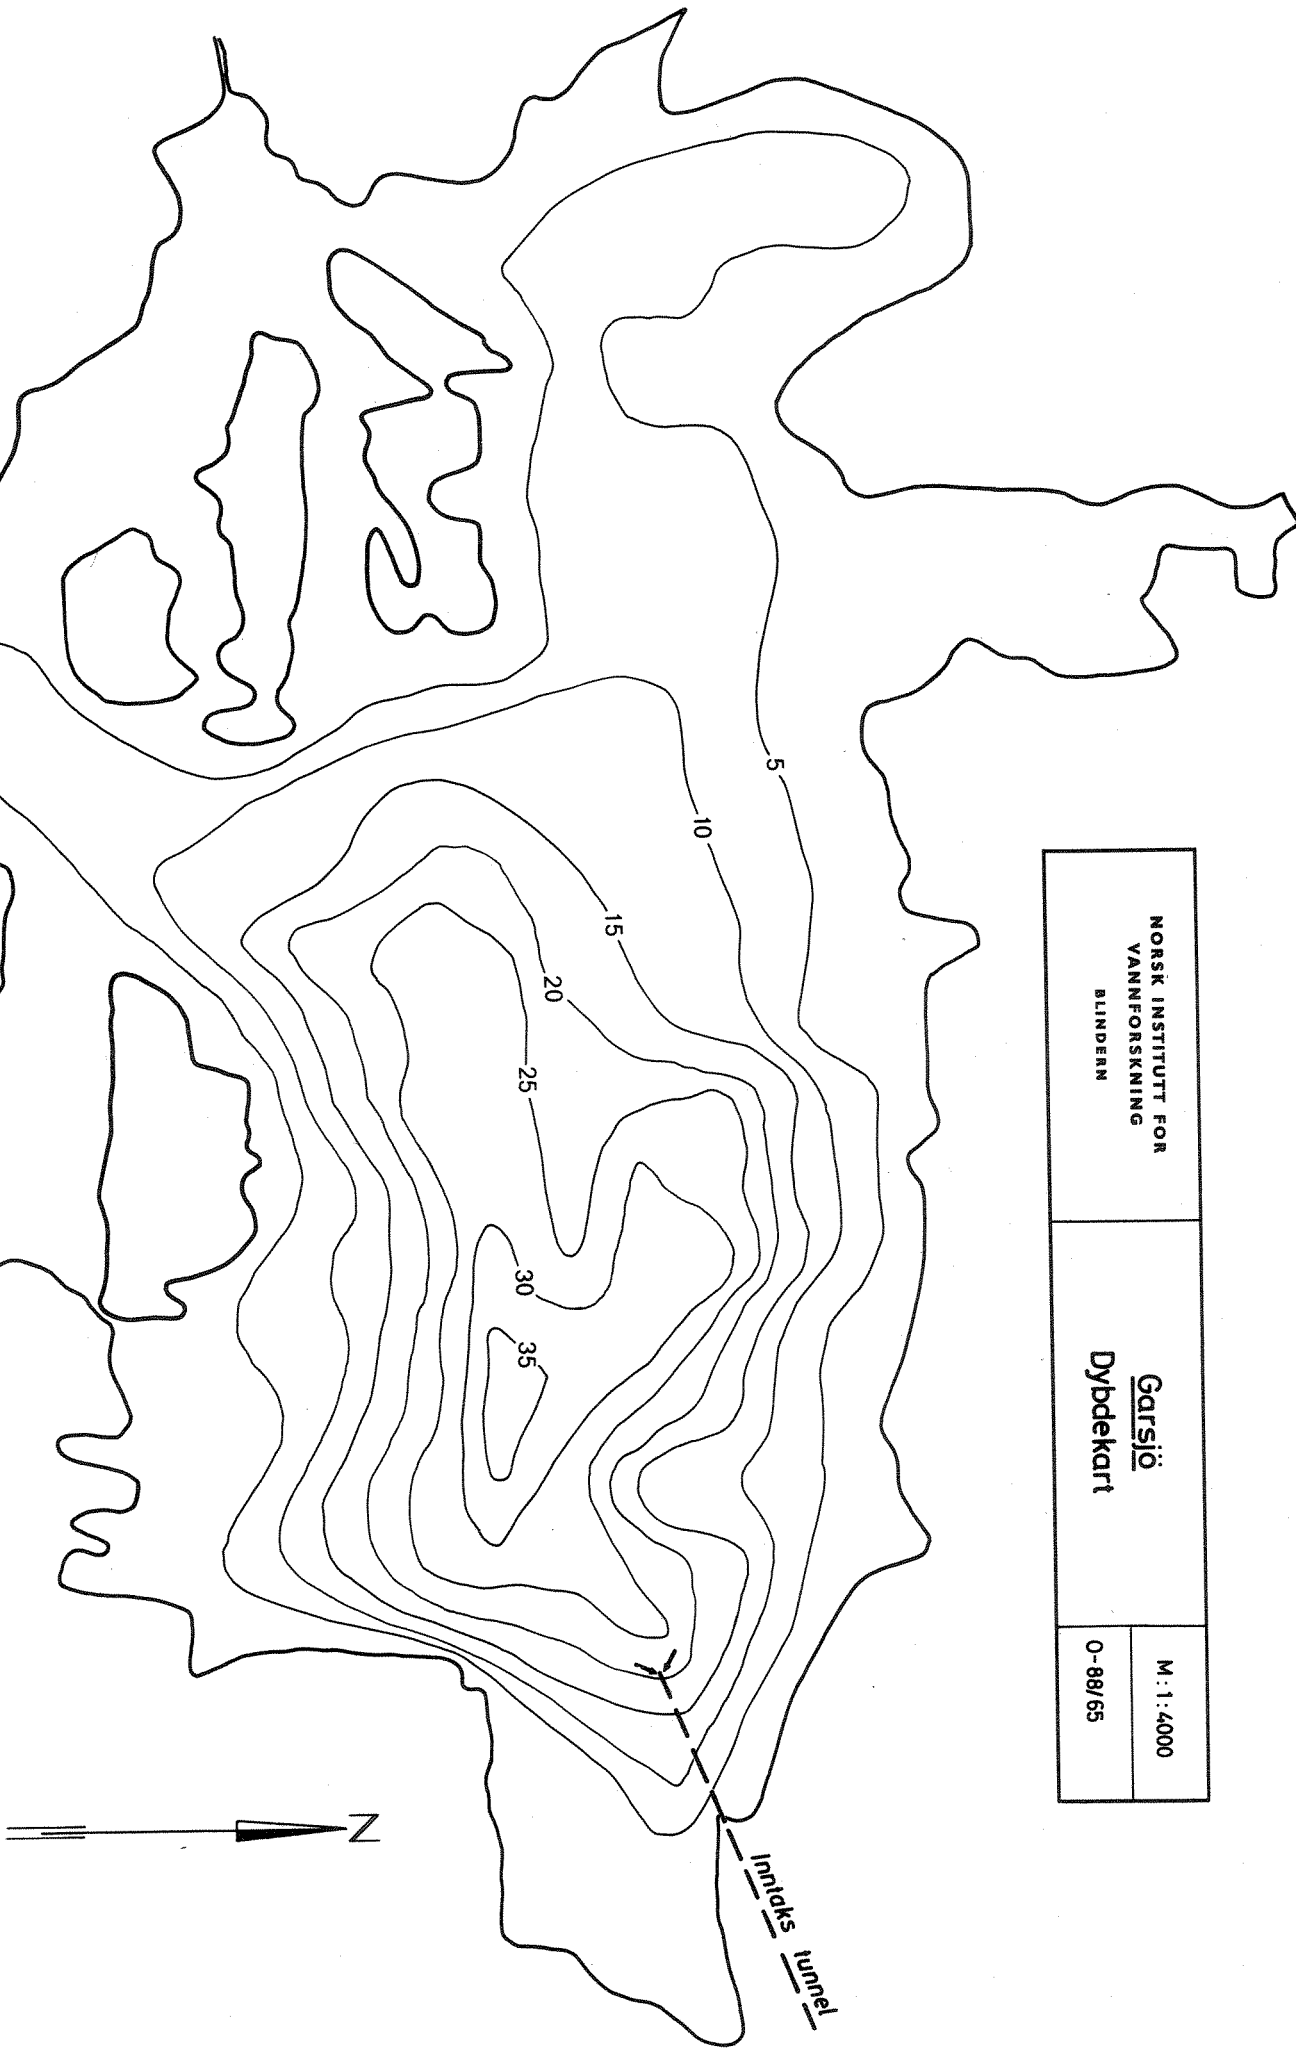 NORSK INSTITUTT FOR
VANNFORSKNING
BLINDERN
Garsjö
Dybdekart
M : 1 : 4000
O-88/65
5
10
15
20
25
30
35
Inntaks tunnel
N